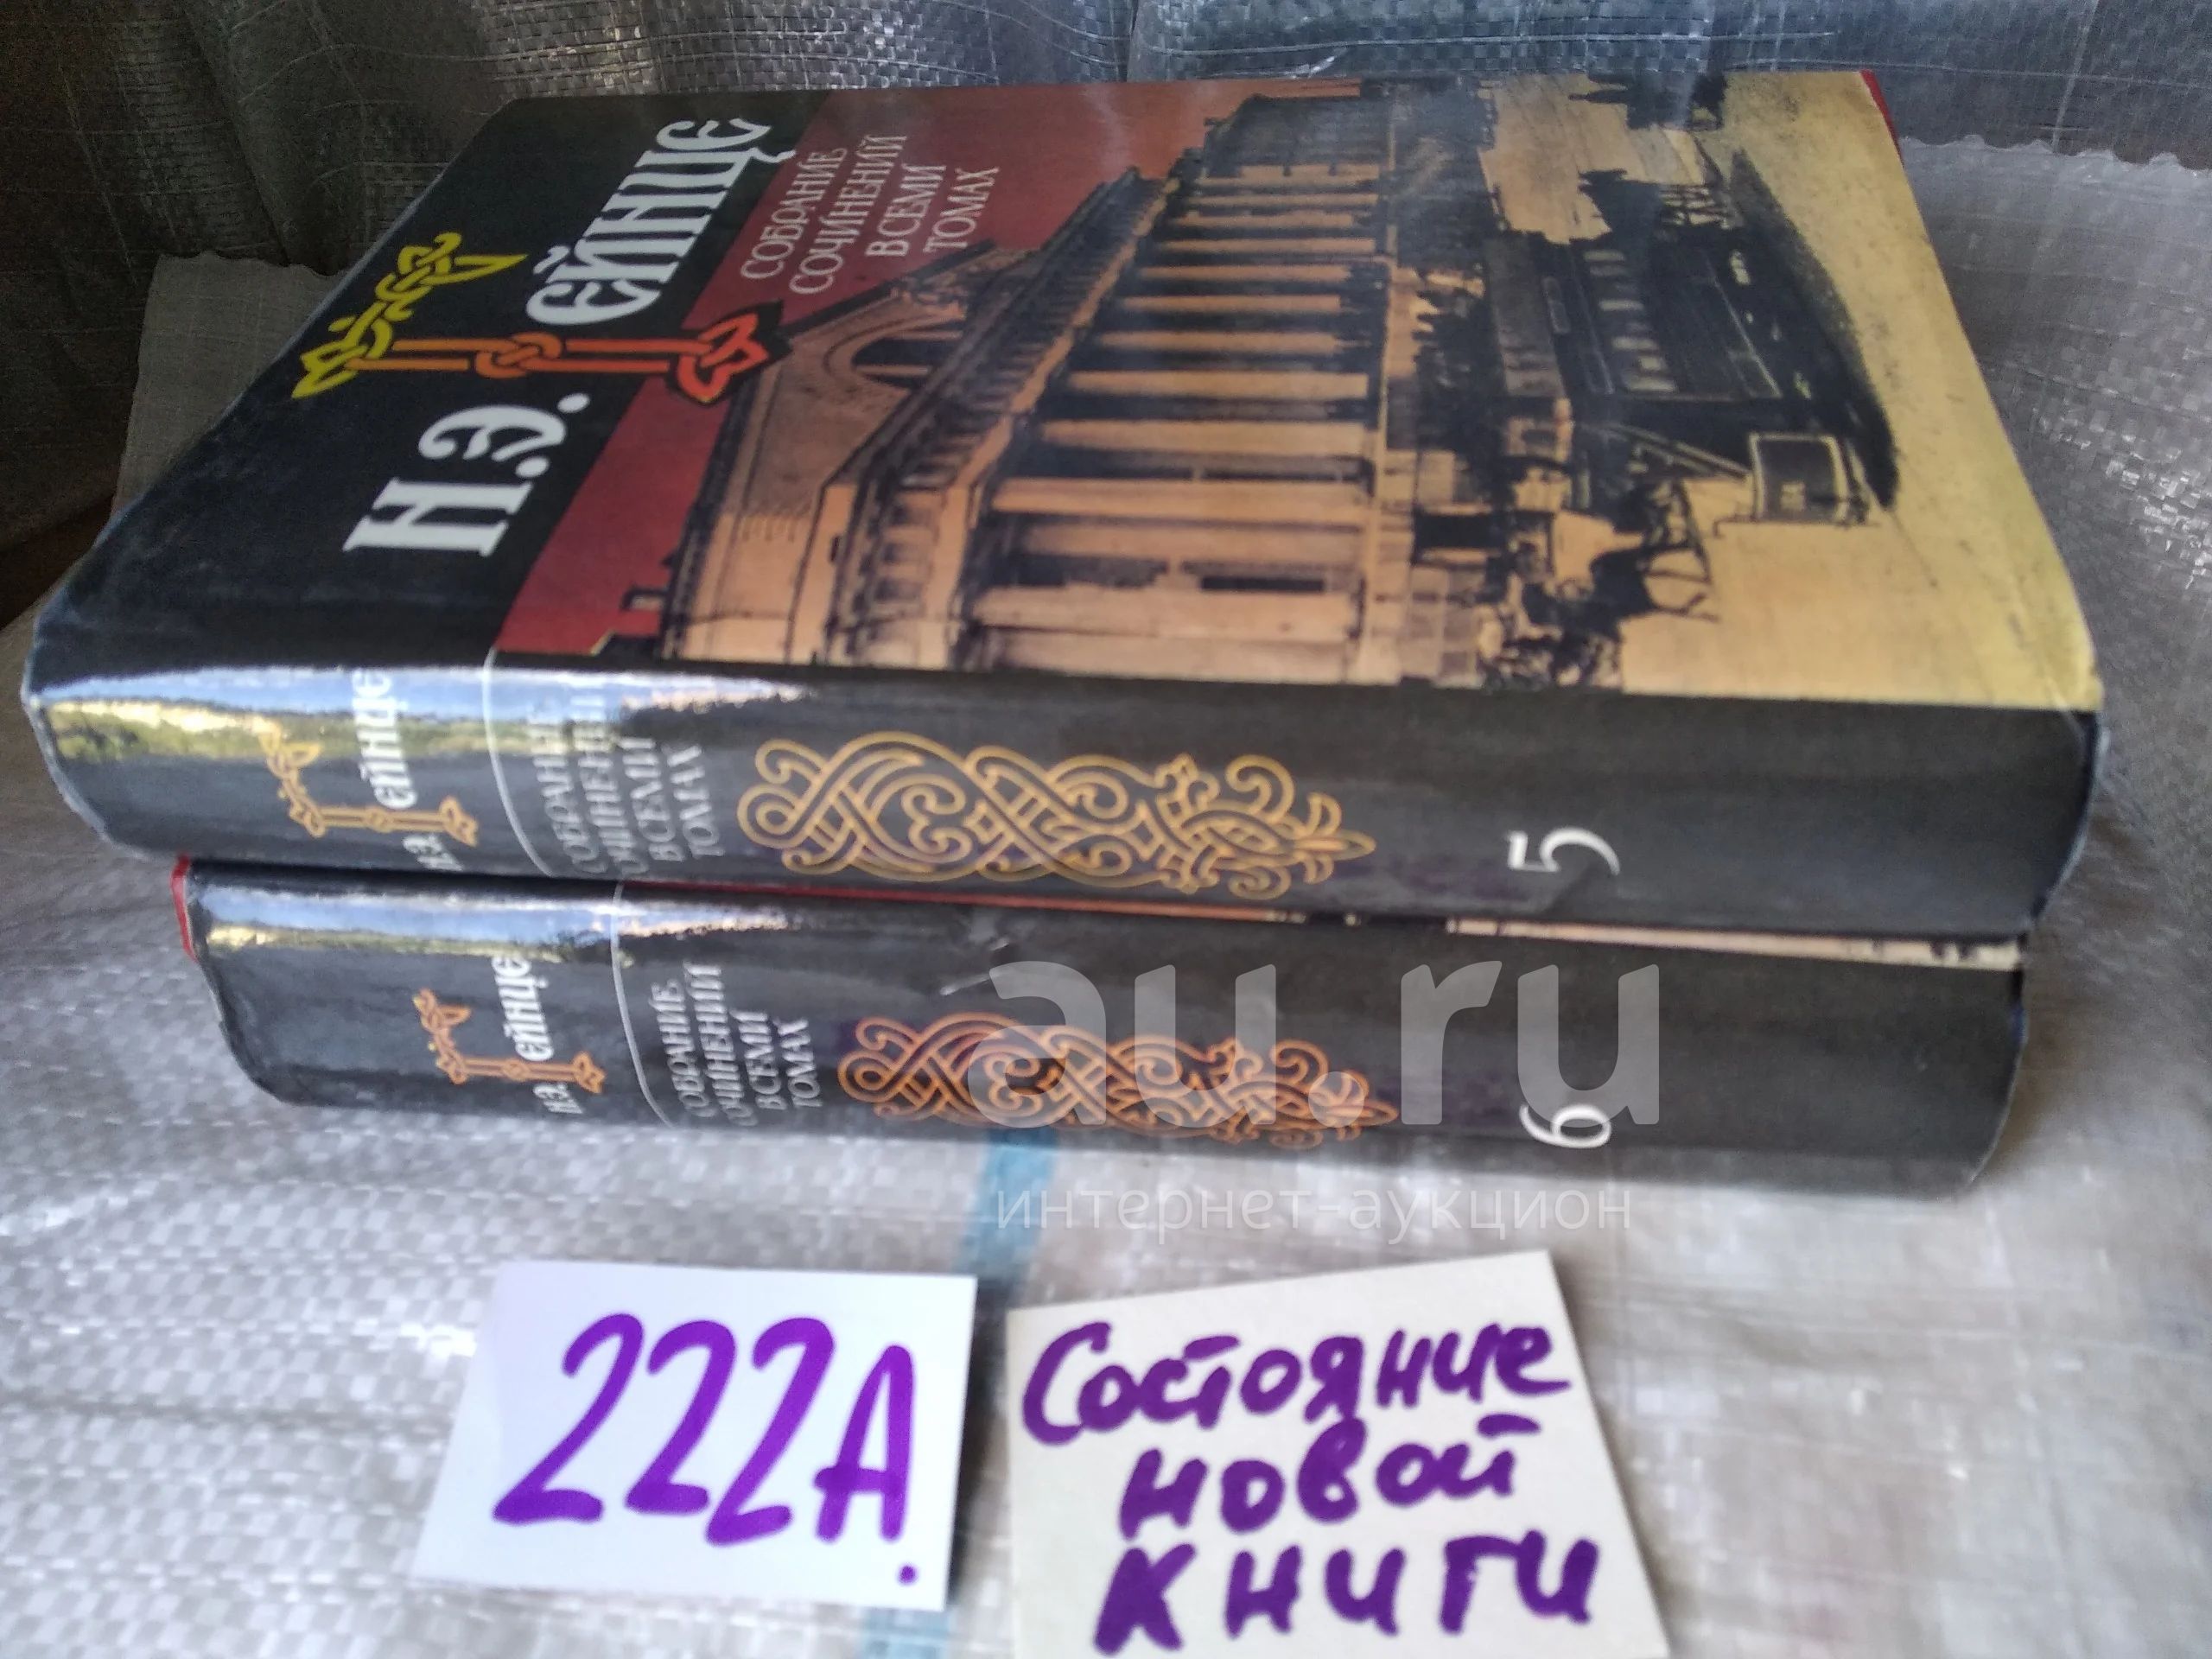 Н.Э. Гейнце
СОБРАНИЕ
СОЧИНЕНИЙ
В СЕМИ
ТОМАХ
Н.Э. Гейнце
СОБРАНИЕ
СОЧИНЕНИЙ
В СЕМИ
ТОМАХ
5
Н.Э. Гейнце
СОБРАНИЕ
СОЧИНЕНИЙ
В СЕМИ
ТОМАХ
6
au.ru
интернет-аукцион
222А.
Состояние
новой
книги